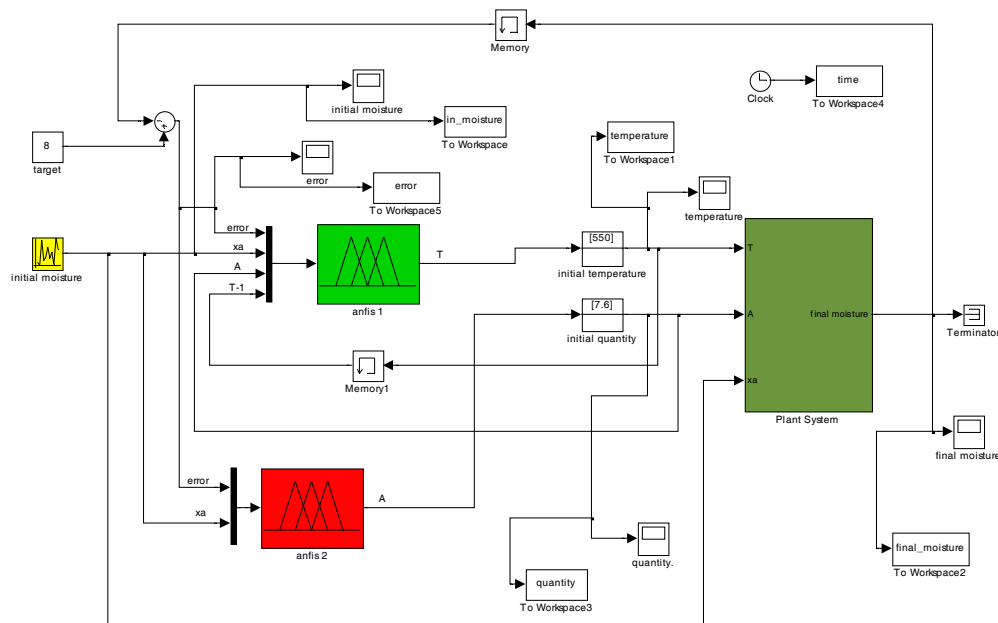 Memory
initial moisture
in_moisture
To Workspace
8
target
error
error
To Workspace5
temperature
To Workspace1
temperature
Clock
time
To Workspace4
initial moisture
error
xa
A
T-1
anfis 1
T
[550]
initial temperature
[7.6]
initial quantity
Memory1
T
A
xa
final moisture
Plant System
Terminator
final moisture
error
xa
anfis 2
A
quantity.
quantity
To Workspace3
final_moisture
To Workspace2